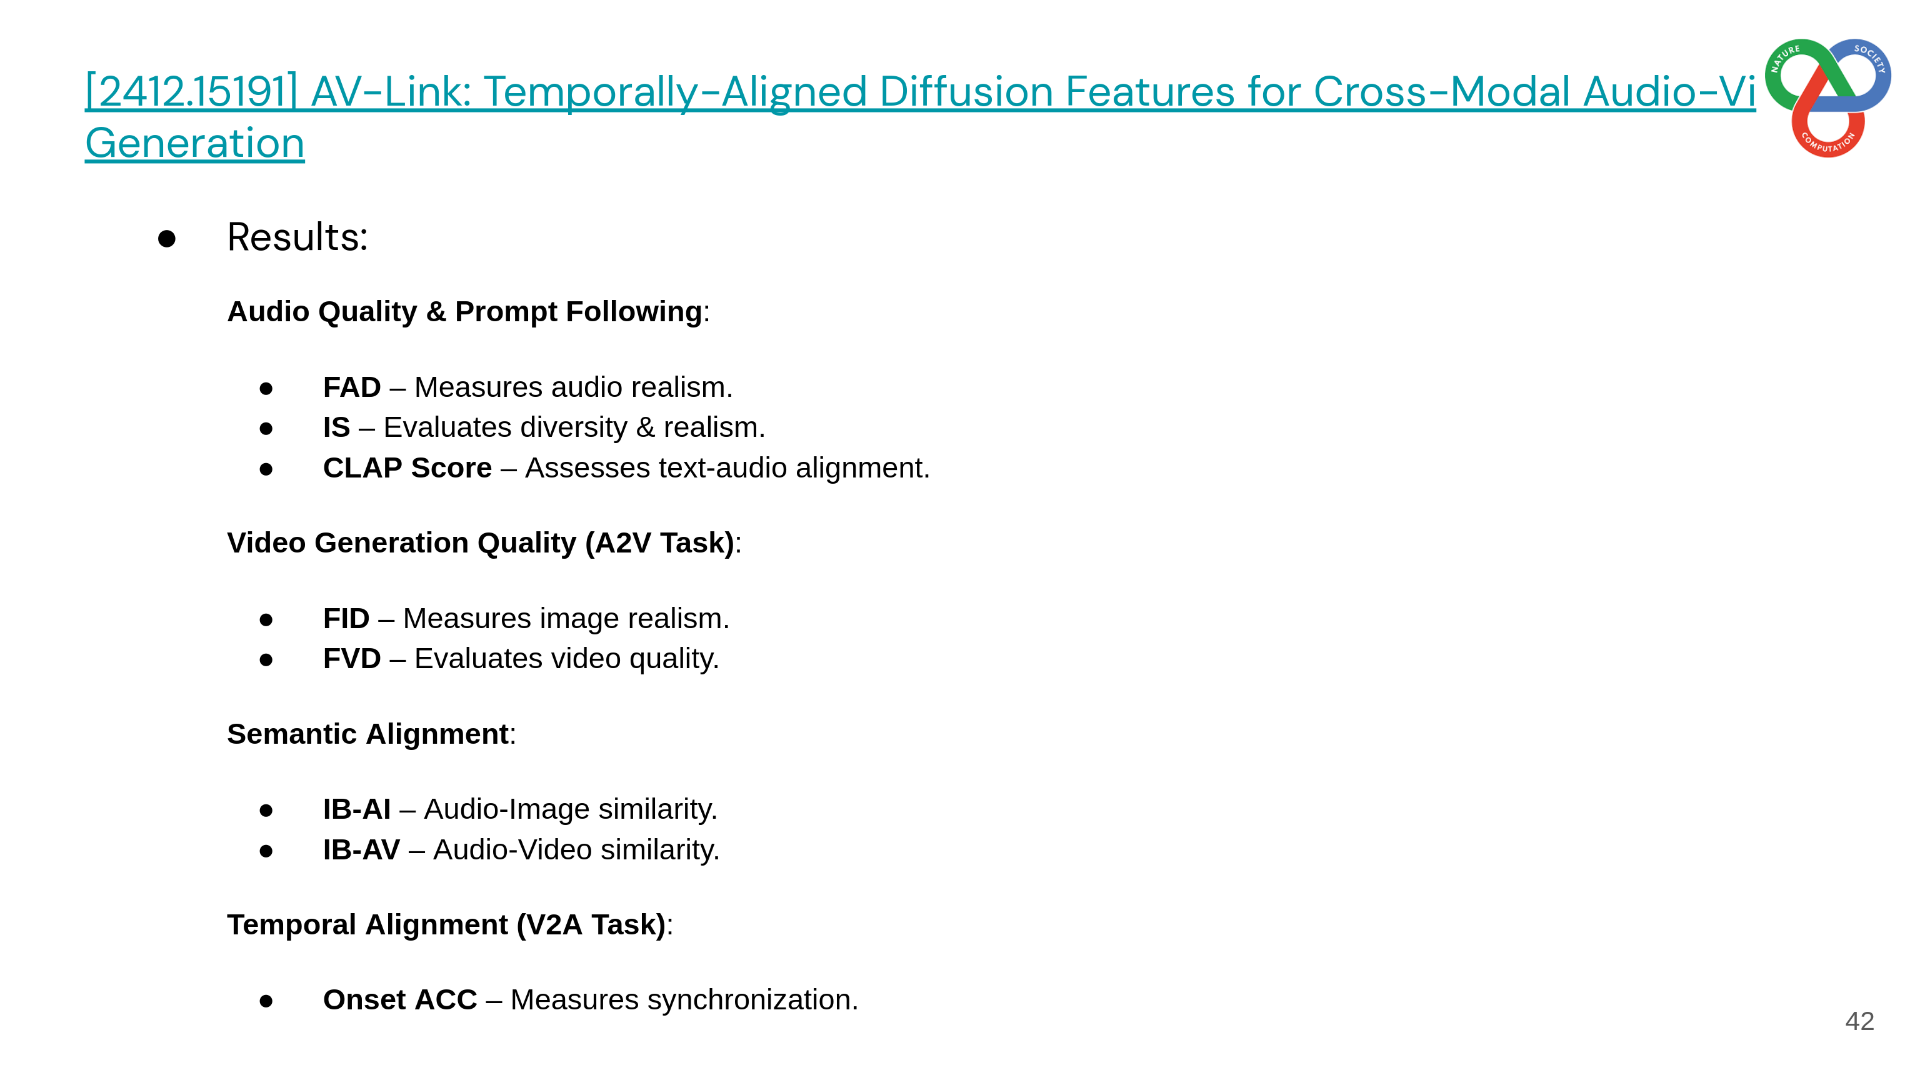 [2412.15191] AV-Link: Temporally-Aligned Diffusion Features for Cross-Modal Audio-Vi
Generation
NATURE
SOCIETY
COMPUTATION
● Results:
Audio Quality & Prompt Following:
● FAD – Measures audio realism.
● IS – Evaluates diversity & realism.
● CLAP Score – Assesses text-audio alignment.
Video Generation Quality (A2V Task):
● FID – Measures image realism.
● FVD – Evaluates video quality.
Semantic Alignment:
● IB-AI – Audio-Image similarity.
● IB-AV – Audio-Video similarity.
Temporal Alignment (V2A Task):
● Onset ACC – Measures synchronization.
42